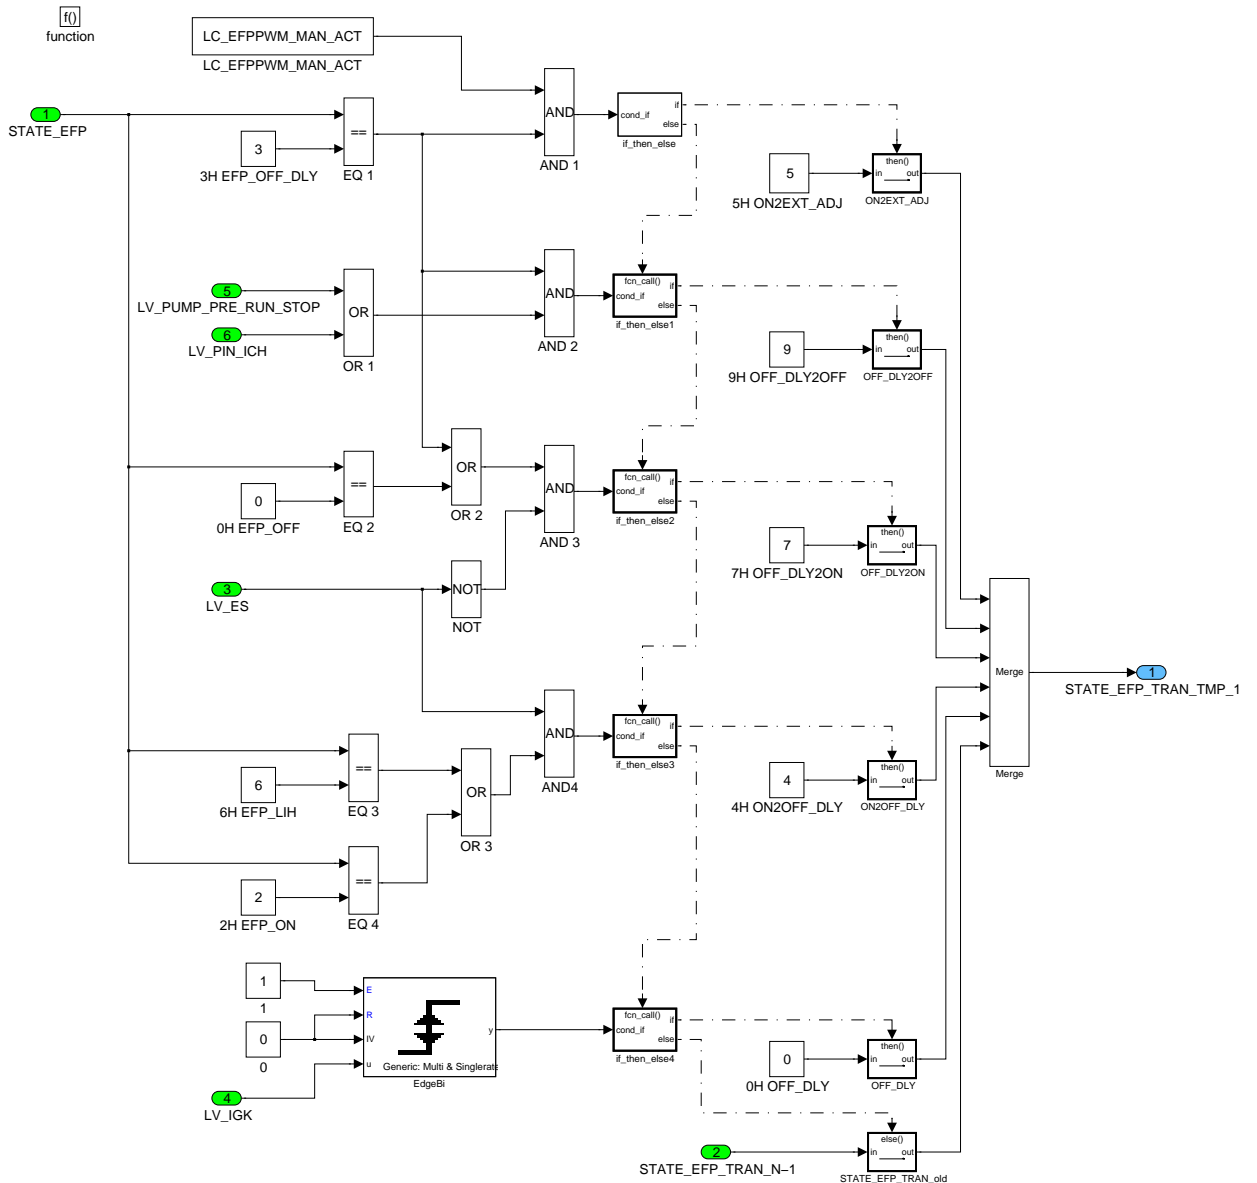 f()
function
LC_EFPPWM_MAN_ACT
LC_EFPPWM_MAN_ACT
1
STATE_EFP
3
3H EFP_OFF_DLY
==
EQ 1
AND
AND 1
cond_if
if
else
if_then_else
5
5H ON2EXT_ADJ
then()
in
out
ON2EXT_ADJ
5
LV_PUMP_PRE_RUN_STOP
6
LV_PIN_ICH
OR
OR 1
AND
AND 2
fcn_call()
cond_if
if
else
if_then_else1
9
9H OFF_DLY2OFF
then()
in
out
OFF_DLY2OFF
0
0H EFP_OFF
==
EQ 2
OR
OR 2
AND
AND 3
fcn_call()
cond_if
if
else
if_then_else2
7
7H OFF_DLY2ON
then()
in
out
OFF_DLY2ON
3
LV_ES
NOT
NOT
Merge
Merge
1
STATE_EFP_TRAN_TMP_1
6
6H EFP_LIH
==
EQ 3
OR
OR 3
AND
AND4
fcn_call()
cond_if
if
else
if_then_else3
4
4H ON2OFF_DLY
then()
in
out
ON2OFF_DLY
2
2H EFP_ON
==
EQ 4
1
1
0
0
4
LV_IGK
E
R
IV
u
y
Generic: Multi & Singlerate
EdgeBi
fcn_call()
cond_if
if
else
if_then_else4
0
0H OFF_DLY
then()
in
out
OFF_DLY
2
STATE_EFP_TRAN_N–1
else()
in
out
STATE_EFP_TRAN_old